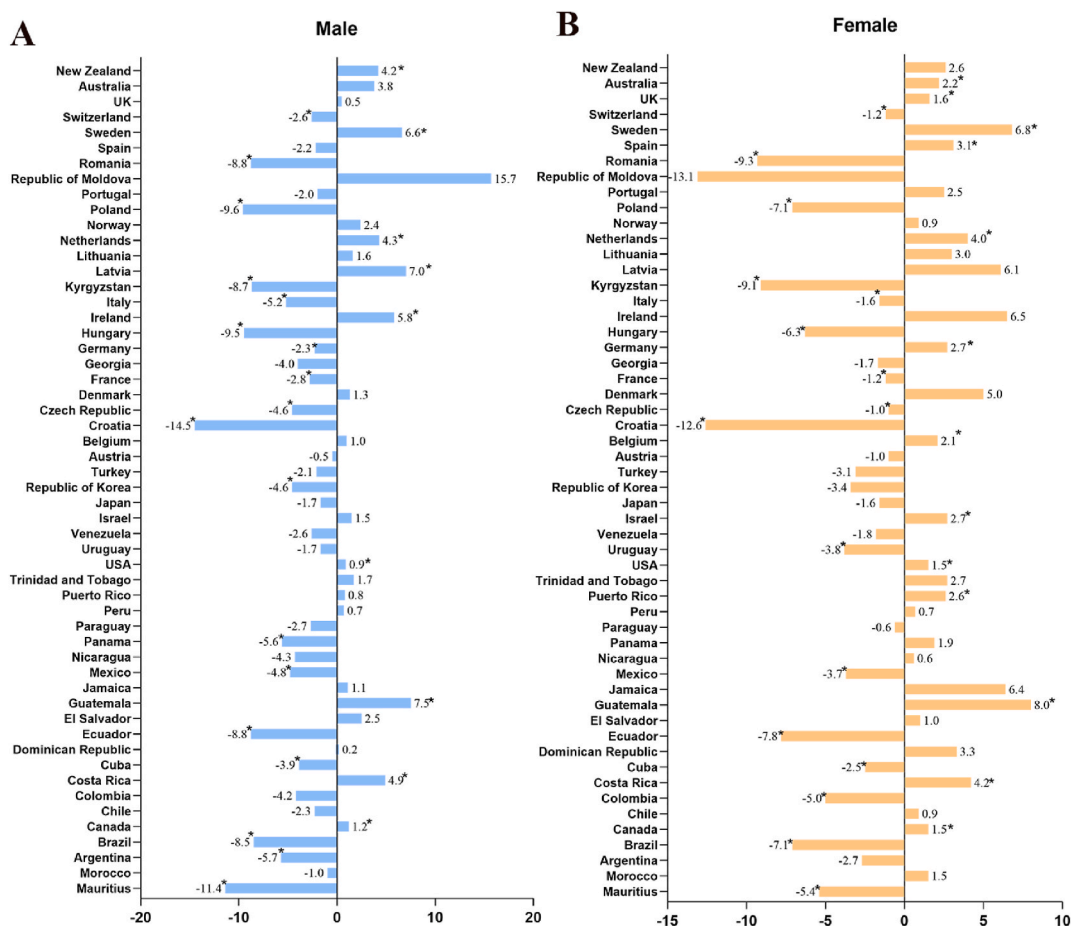 A
Male
New Zealand 4.2*
Australia 3.8
UK 0.5
Switzerland -2.6*
Sweden 6.6*
Spain -2.2
Romania -8.8*
Republic of Moldova 15.7
Portugal -2.0
Poland -9.6*
Norway 2.4
Netherlands 4.3*
Lithuania 1.6
Latvia 7.0*
Kyrgyzstan -8.7*
Italy -5.2*
Ireland 5.8*
Hungary -9.5*
Germany -2.3*
Georgia -4.0
France -2.8*
Denmark 1.3
Czech Republic -4.6*
Croatia -14.5*
Belgium 1.0
Austria -0.5
Turkey -2.1
Republic of Korea -4.6*
Japan -1.7
Israel 1.5
Venezuela -2.6
Uruguay -1.7
USA 0.9*
Trinidad and Tobago 1.7
Puerto Rico 0.8
Peru 0.7
Paraguay -2.7
Panama -5.6*
Nicaragua -4.3
Mexico -4.8*
Jamaica 1.1
Guatemala 7.5*
El Salvador 2.5
Ecuador -8.8*
Dominican Republic 0.2
Cuba -3.9*
Costa Rica 4.9*
Colombia -4.2
Chile -2.3
Canada 1.2*
Brazil -8.5*
Argentina -5.7*
Morocco -1.0
Mauritius -11.4*
-20 -10 0 10 20
B
Female
New Zealand 2.6
Australia 2.2*
UK 1.6*
Switzerland -1.2*
Sweden 6.8*
Spain 3.1*
Romania -9.3*
Republic of Moldova -13.1
Portugal 2.5
Poland -7.1*
Norway 0.9
Netherlands 4.0*
Lithuania 3.0
Latvia 6.1
Kyrgyzstan -9.1*
Italy -1.6*
Ireland 6.5
Hungary -6.3*
Germany 2.7*
Georgia -1.7
France -1.2*
Denmark 5.0
Czech Republic -1.0*
Croatia -12.6*
Belgium 2.1*
Austria -1.0
Turkey -3.1
Republic of Korea -3.4
Japan -1.6
Israel 2.7*
Venezuela -1.8
Uruguay -3.8*
USA 1.5*
Trinidad and Tobago 2.7
Puerto Rico 2.6*
Peru 0.7
Paraguay -0.6
Panama 1.9
Nicaragua 0.6
Mexico -3.7*
Jamaica 6.4
Guatemala 8.0*
El Salvador 1.0
Ecuador -7.8*
Dominican Republic 3.3
Cuba -2.5*
Costa Rica 4.2*
Colombia -5.0*
Chile 0.9
Canada 1.5*
Brazil -7.1*
Argentina -2.7
Morocco 1.5
Mauritius -5.4*
-15 -10 -5 0 5 10